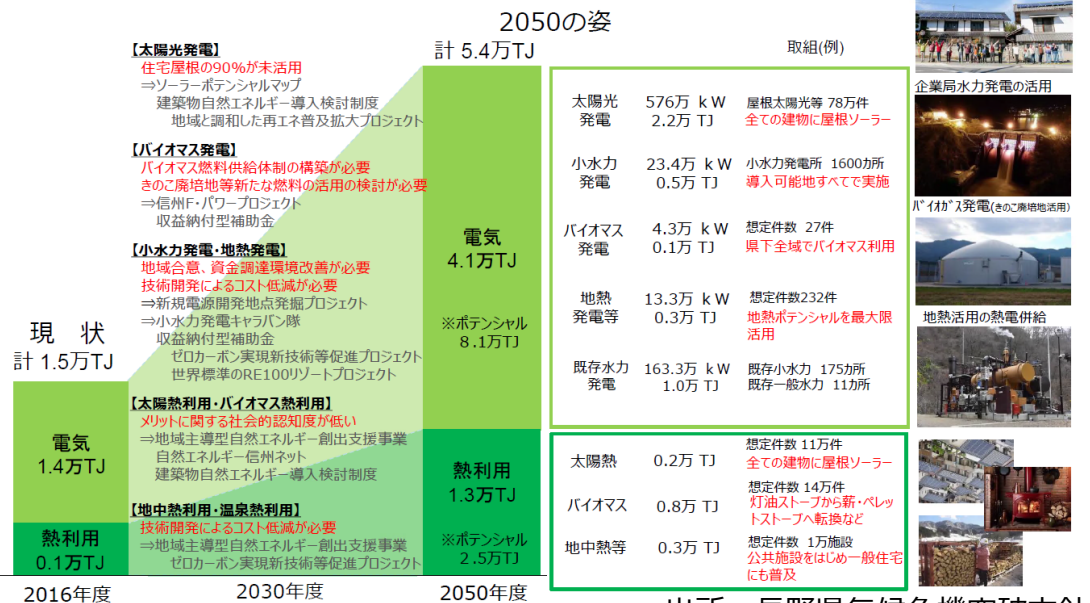 2050の姿
計 5.4万TJ
取組(例)
【太陽光発電】
住宅屋根の90%が未活用
⇒ソーラーポテンシャルマップ
建築物自然エネルギー導入検討制度
地域と調和した再エネ普及拡大プロジェクト
【バイオマス発電】
バイオマス燃料供給体制の構築が必要
きのこ廃培地等新たな燃料の活用の検討が必要
⇒信州F・パワープロジェクト
収益納付型補助金
【小水力発電・地熱発電】
地域合意、資金調達環境改善が必要
技術開発によるコスト低減が必要
⇒新規電源開発地点発掘プロジェクト
⇒小水力発電キャラバン隊
収益納付型補助金
ゼロカーボン実現新技術等促進プロジェクト
世界標準のRE100リゾートプロジェクト
【太陽熱利用・バイオマス熱利用】
メリットに関する社会的認知度が低い
⇒地域主導型自然エネルギー創出支援事業
自然エネルギー信州ネット
建築物自然エネルギー導入検討制度
【地中熱利用・温泉熱利用】
技術開発によるコスト低減が必要
⇒地域主導型自然エネルギー創出支援事業
ゼロカーボン実現新技術等促進プロジェクト
現 状
計 1.5万TJ
電気
1.4万TJ
熱利用
0.1万TJ
2016年度
2030年度
2050年度
電気
4.1万TJ
※ポテンシャル
8.1万TJ
熱利用
1.3万TJ
※ポテンシャル
2.5万TJ
太陽光
発電
576万 kW
2.2万 TJ
屋根太陽光等 78万件
全ての建物に屋根ソーラー
小水力
発電
23.4万 kW
0.5万 TJ
小水力発電所 1600カ所
導入可能地すべてで実施
バイオマス
発電
4.3万 kW
0.1万 TJ
想定件数 27件
県下全域でバイオマス利用
地熱
発電等
13.3万 kW
0.3万 TJ
想定件数232件
地熱ポテンシャルを最大限
活用
既存水力
発電
163.3万 kW
1.0万 TJ
既存小水力 175カ所
既存一般水力 11カ所
太陽熱
0.2万 TJ
想定件数 11万件
全ての建物に屋根ソーラー
バイオマス
0.8万 TJ
想定件数 14万件
灯油ストーブから薪・ペレッ
トストーブへ転換など
地中熱等
0.3万 TJ
想定件数 1万施設
公共施設をはじめ一般住宅
にも普及
企業局水力発電の活用
バイオガス発電(きのこ廃培地活用)
地熱活用の熱電併給